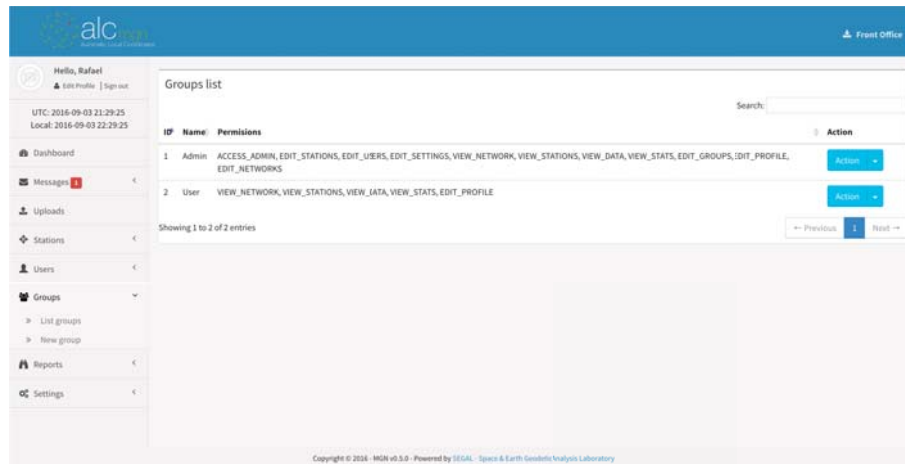 alc mgn
Front Office
Hello, Rafael
Edit Profile | Sign out
UTC: 2016-09-03 21:29:25
Local: 2016-09-03 22:29:25
Dashboard
Messages 1
Uploads
Stations
Users
Groups
List groups
New group
Reports
Settings
Groups list
Search:
ID Name Permisions Action
1 Admin ACCESS_ADMIN, EDIT_STATIONS, EDIT_USERS, EDIT_SETTINGS, VIEW_NETWORK, VIEW_STATIONS, VIEW_DATA, VIEW_STATS, EDIT_GROUPS, EDIT_PROFILE, Action
EDIT_NETWORKS
2 User VIEW_NETWORK, VIEW_STATIONS, VIEW_DATA, VIEW_STATS, EDIT_PROFILE Action
Showing 1 to 2 of 2 entries
← Previous 1 Next →
Copyright © 2016 - MGN v0.5.0 - Powered by SEGAL - Space & Earth Geodetic Analysis Laboratory